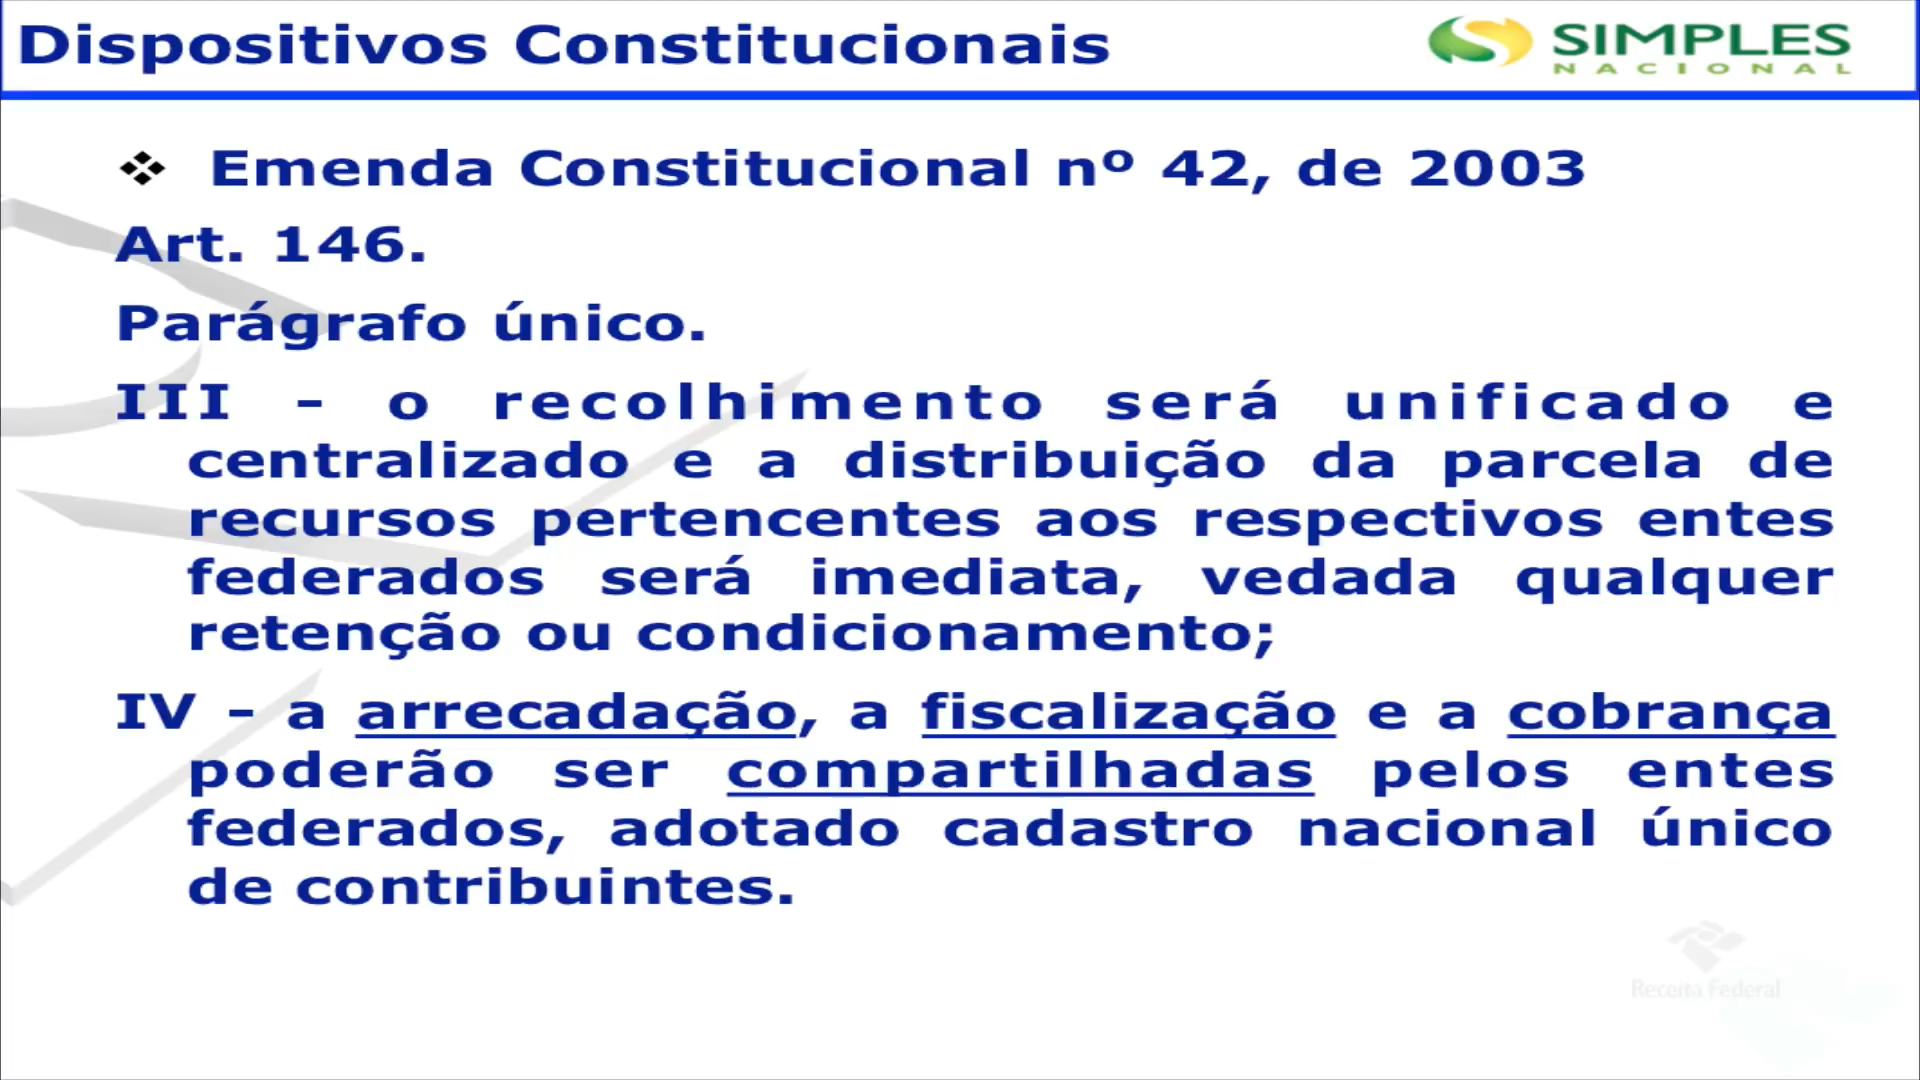 Dispositivos Constitucionais
SIMPLES
NACIONAL
Emenda Constitucional nº 42, de 2003
Art. 146.
Parágrafo único.
III - o recolhimento será unificado e
centralizado e a distribuição da parcela de
recursos pertencentes aos respectivos entes
federados será imediata, vedada qualquer
retenção ou condicionamento;
IV - a arrecadação, a fiscalização e a cobrança
poderão ser compartilhadas pelos entes
federados, adotado cadastro nacional único
de contribuintes.
Receita Federal